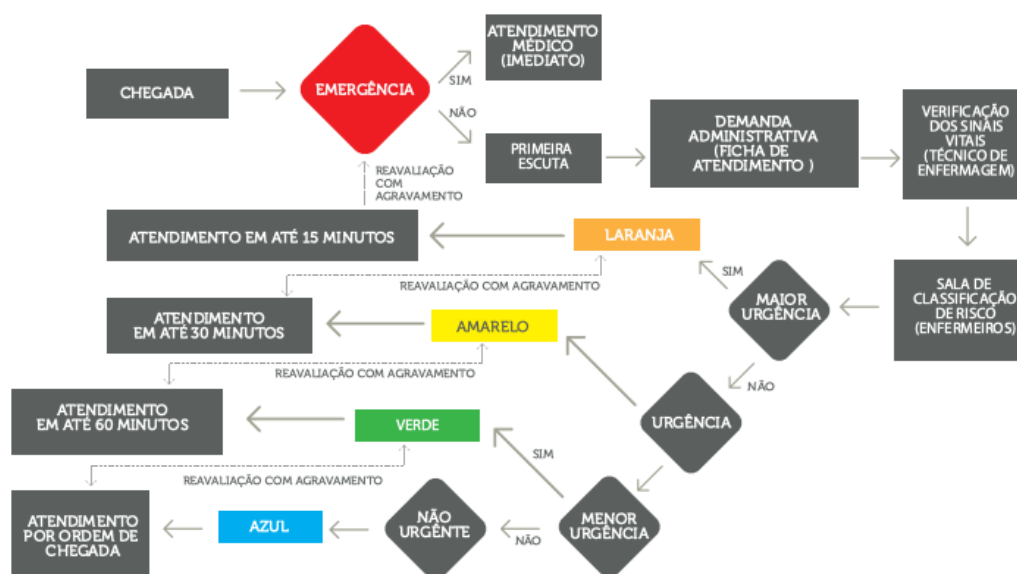 CHEGADA
EMERGÊNCIA
SIM
NÃO
ATENDIMENTO
MÉDICO
(IMEDIATO)
PRIMEIRA
ESCUTA
DEMANDA
ADMINISTRATIVA
(FICHA DE
ATENDIMENTO )
VERIFICAÇÃO
DOS SINAIS
VITAIS
(TÉCNICO DE
ENFERMAGEM)
REAVALIAÇÃO
COM
AGRAVAMENTO
ATENDIMENTO EM ATÉ 15 MINUTOS
LARANJA
SIM
MAIOR
URGÊNCIA
SALA DE
CLASSIFICAÇÃO
DE RISCO
(ENFERMEIROS)
REAVALIAÇÃO COM AGRAVAMENTO
ATENDIMENTO
EM ATÉ 30 MINUTOS
AMARELO
NÃO
REAVALIAÇÃO COM AGRAVAMENTO
URGÊNCIA
ATENDIMENTO
EM ATÉ 60 MINUTOS
VERDE
SIM
REAVALIAÇÃO COM AGRAVAMENTO
MENOR
URGÊNCIA
NÃO
NÃO
URGÊNTE
AZUL
ATENDIMENTO
POR ORDEM DE
CHEGADA